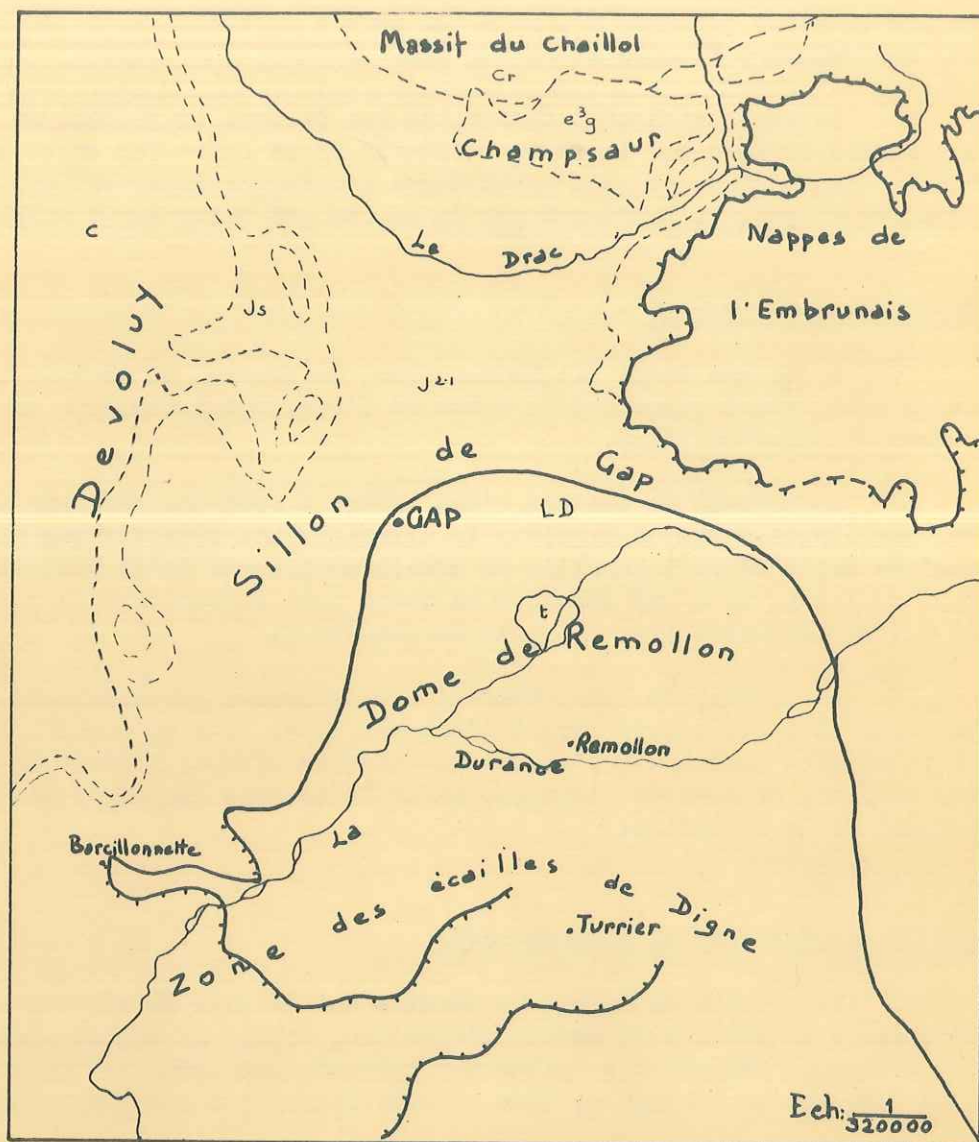 Massif du Chaillol
Cr
e³g
Champsaur
Le Drac
Nappes de
l'Embrunais
c
Js
Devoluy
J2-1
Sillon de Gap
GAP
LD
t
Dome de Remollon
Remollon
La Durance
Barcillonnette
Zone des écailles de Digne
Turrier
Ech: 1
320000